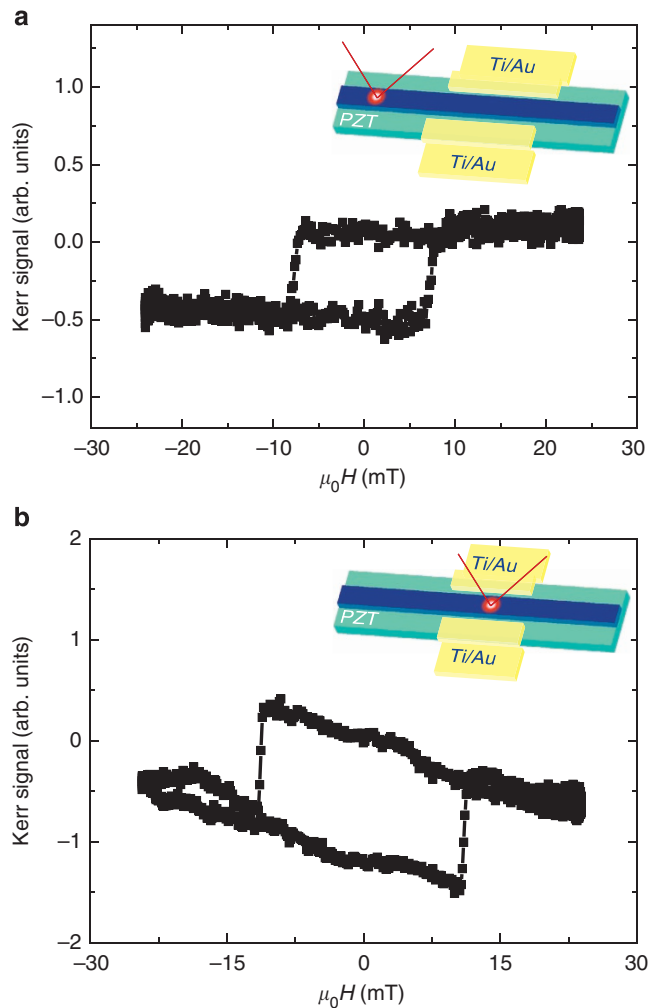 a
1.0
0.5
0.0
−0.5
−1.0
Kerr signal (arb. units)
Ti/Au
PZT
Ti/Au
−30 −20 −10 0 10 20 30
μ0H (mT)
b
2
1
0
−1
−2
Kerr signal (arb. units)
Ti/Au
PZT
Ti/Au
−30 −15 0 15 30
μ0H (mT)